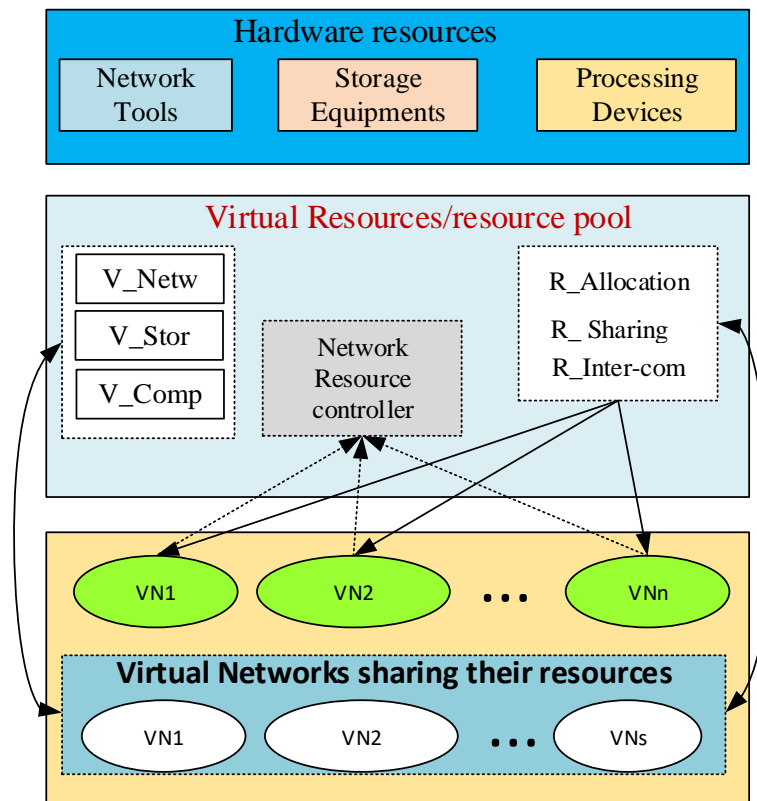 Hardware resources
Network
Tools
Storage
Equipments
Processing
Devices
Virtual Resources/resource pool
V_Netw
V_Stor
V_Comp
Network
Resource
controller
R_Allocation
R_ Sharing
R_Inter-com
VN1
VN2
...
VNn
Virtual Networks sharing their resources
VN1
VN2
...
VNs